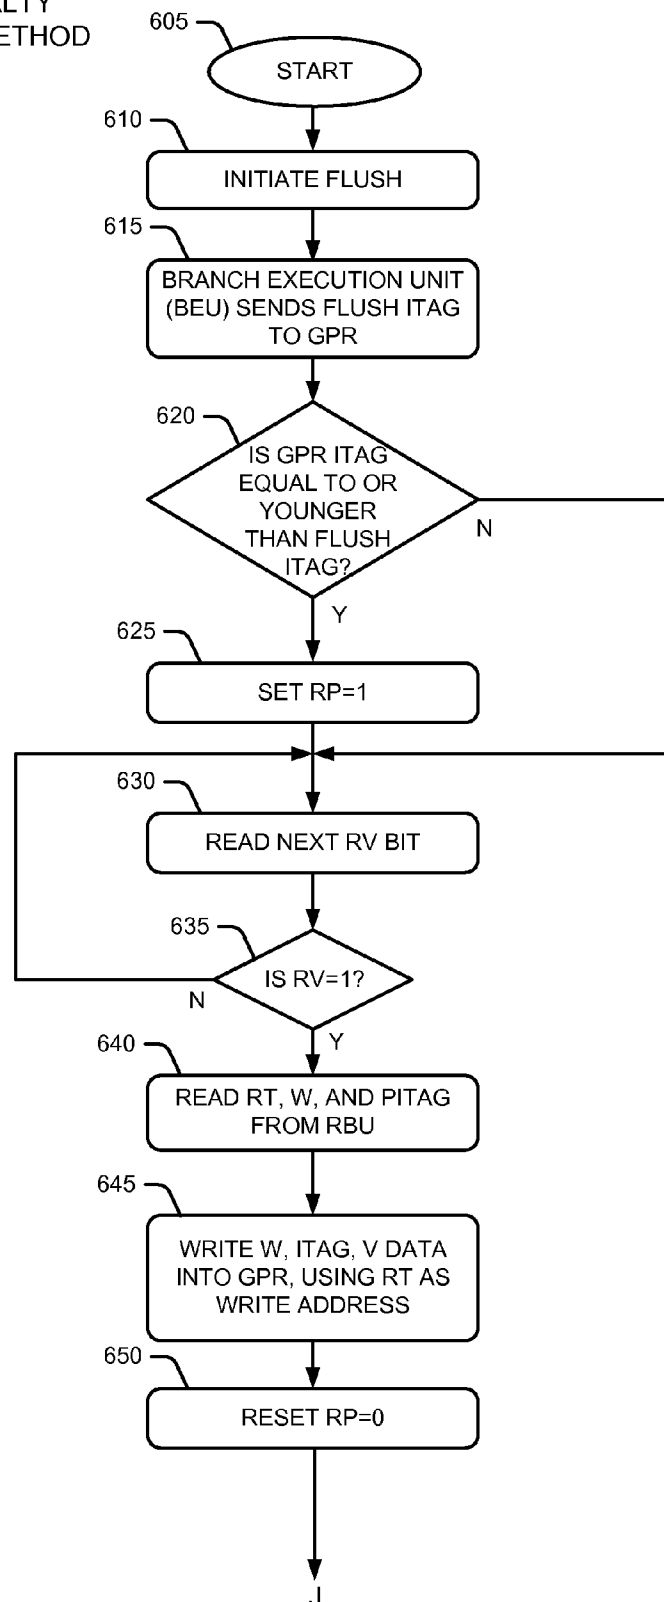 ETHOD
605
START
610
INITIATE FLUSH
615
BRANCH EXECUTION UNIT
(BEU) SENDS FLUSH ITAG
TO GPR
620
IS GPR ITAG
EQUAL TO OR
YOUNGER
THAN FLUSH
ITAG?
N
Y
625
SET RP=1
630
READ NEXT RV BIT
635
IS RV=1?
N
Y
640
READ RT, W, AND PITAG
FROM RBU
645
WRITE W, ITAG, V DATA
INTO GPR, USING RT AS
WRITE ADDRESS
650
RESET RP=0